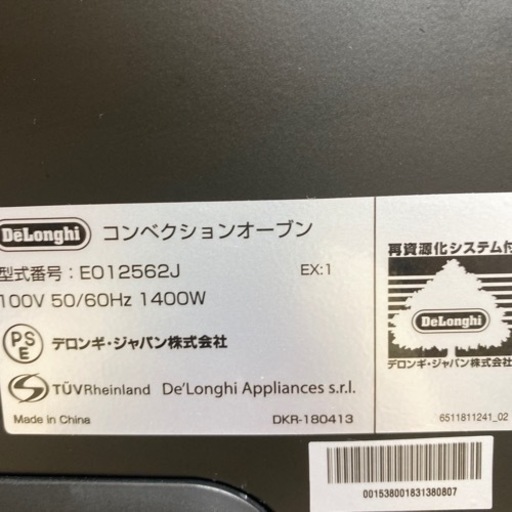 DeLonghi コンベクションオーブン
型式番号：EO12562J EX:1
100V 50/60Hz 1400W
PS E デロンギ・ジャパン株式会社
TÜVRheinland De'Longhi Appliances s.r.l.
Made in China DKR-180413
再資源化システム付
DeLonghi
デロンギ・ジャパン株式会社
6511811241_02
001538001831380807